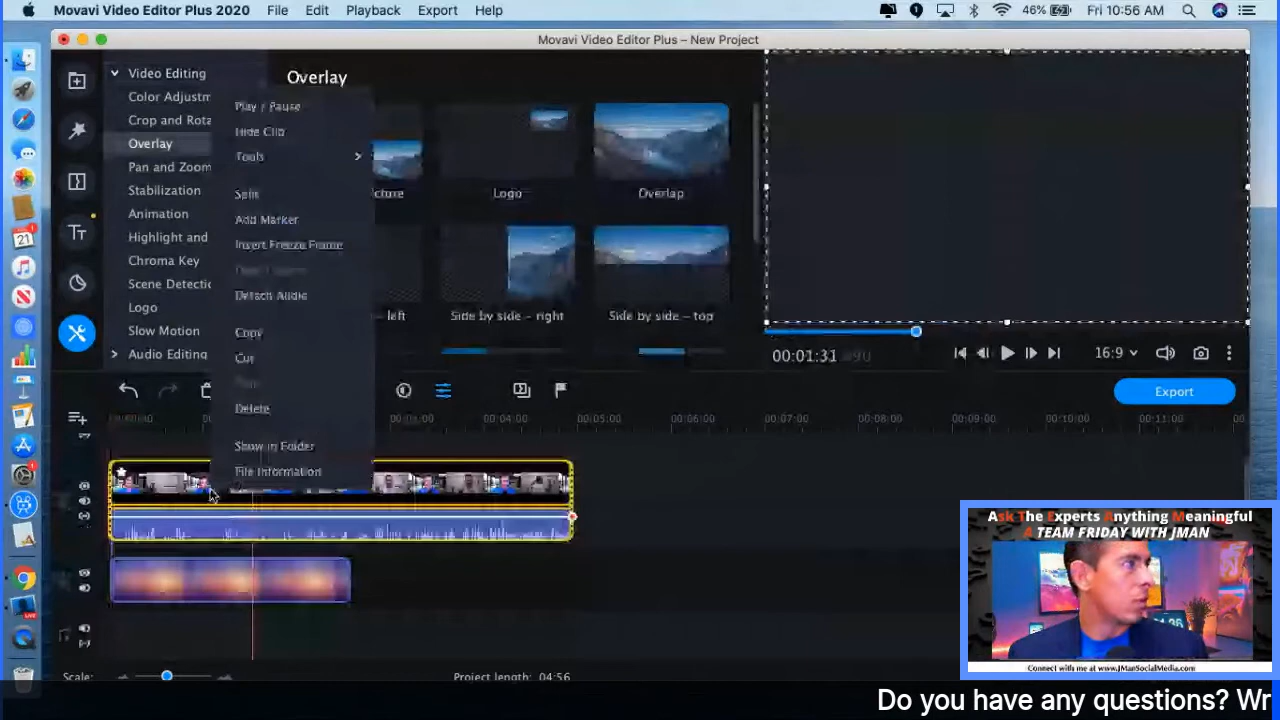 Movavi Video Editor Plus 2020 File Edit Playback Export Help
46% Fri 10:56 AM
Movavi Video Editor Plus – New Project
Video Editing
Color Adjustm
Crop and Rota
Overlay
Pan and Zoom
Stabilization
Animation
Highlight and
Chroma Key
Scene Detectio
Logo
Slow Motion
Audio Editing
Overlay
Play / Pause
Hide Clip
Tools
Split
Add Marker
Insert Freeze Frame
Detach Audio
Copy
Cut
Delete
Show in Folder
File Information
cture
Logo
Overlap
– left
Side by side – right
Side by side – top
00:01:31
16:9
Export
00:03:00 00:05:00 00:06:00 00:07:00 00:08:00 00:09:00 00:10:00 00:11:00
Scale:
Project length: 04:56
Ask The Experts Anything Meaningful
A TEAM FRIDAY WITH JMAN
Connect with me at www.JManSocialMedia.com
Do you have any questions? Wr